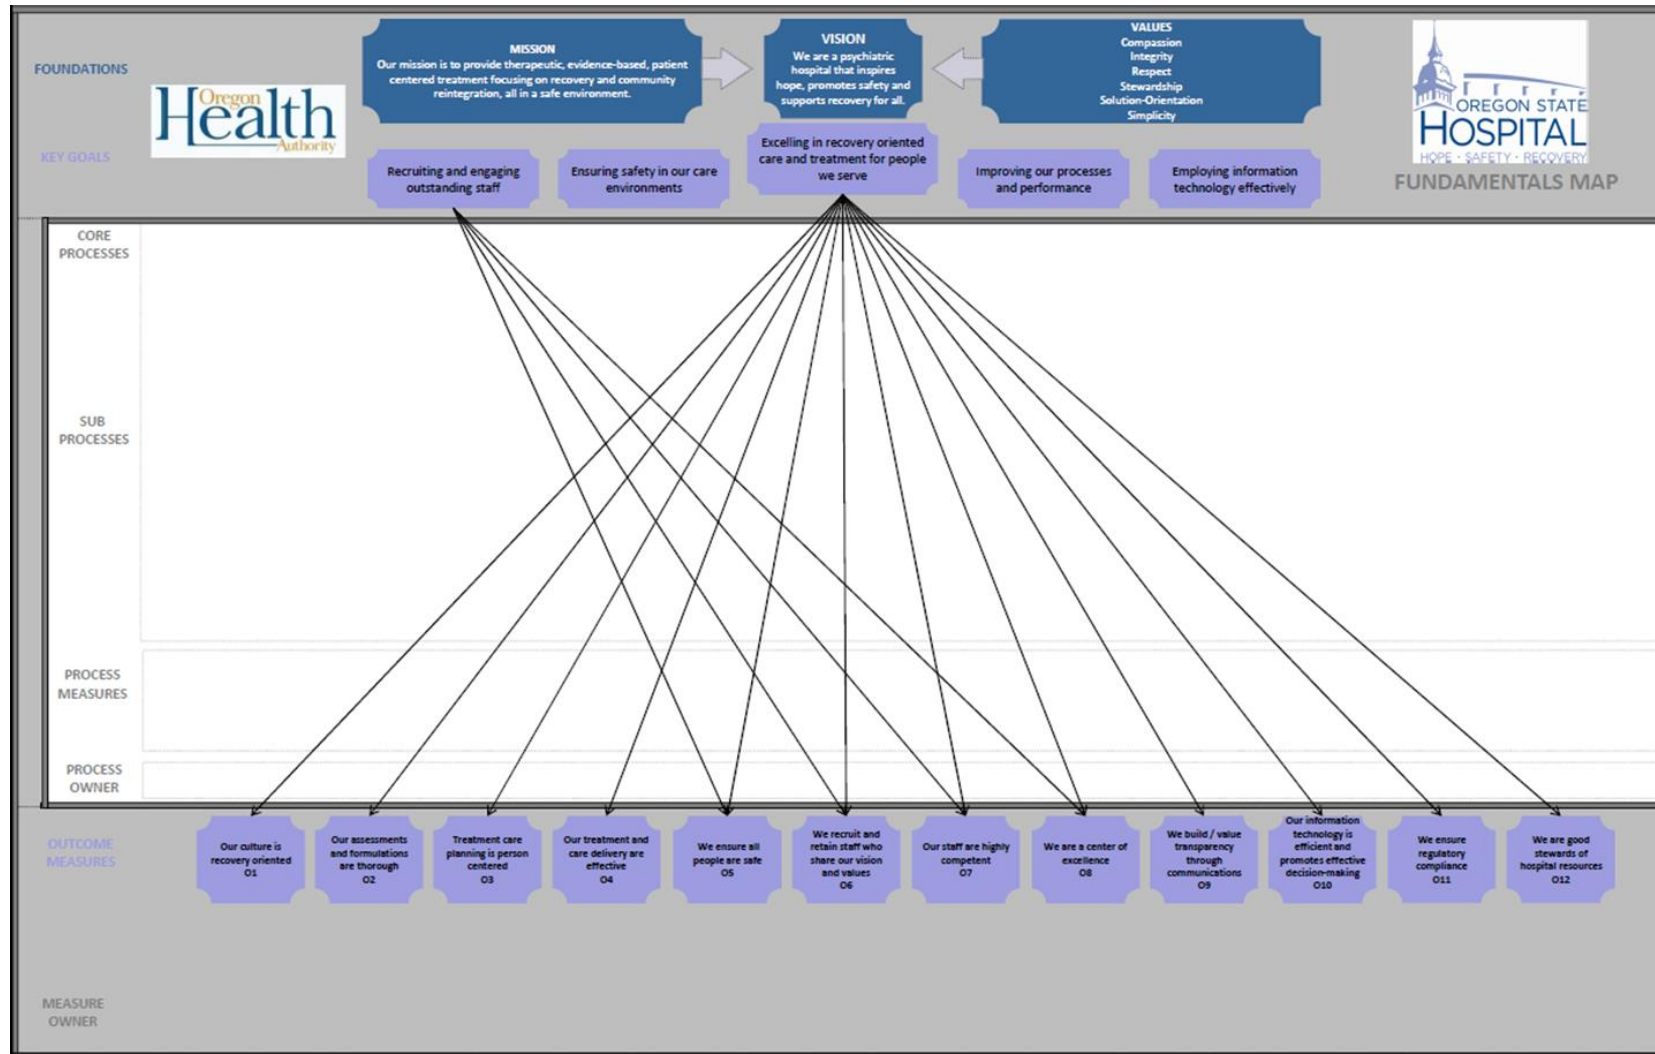 FOUNDATIONS
MISSION
Our mission is to provide therapeutic, evidence-based, patient
centered treatment focusing on recovery and community
reintegration, all in a safe environment.
VISION
We are a psychiatric
hospital that inspires
hope, promotes safety and
supports recovery for all.
VALUES
Compassion
Integrity
Respect
Stewardship
Solution-Orientation
Simplicity
Oregon
Health
Authority
OREGON STATE
HOSPITAL
HOPE · SAFETY · RECOVERY
FUNDAMENTALS MAP
KEY GOALS
Recruiting and engaging
outstanding staff
Ensuring safety in our care
environments
Excelling in recovery oriented
care and treatment for people
we serve
Improving our processes
and performance
Employing information
technology effectively
CORE
PROCESSES
SUB
PROCESSES
PROCESS
MEASURES
PROCESS
OWNER
OUTCOME
MEASURES
Our culture is
recovery oriented
O1
Our assessments
and formulations
are thorough
O2
Treatment care
planning is person
centered
O3
Our treatment and
care delivery are
effective
O4
We ensure all
people are safe
O5
We recruit and
retain staff who
share our vision
and values
O6
Our staff are highly
competent
O7
We are a center of
excellence
O8
We build / value
transparency
through
communications
O9
Our information
technology is
efficient and
promotes effective
decision-making
O10
We ensure
regulatory
compliance
O11
We are good
stewards of
hospital resources
O12
MEASURE
OWNER